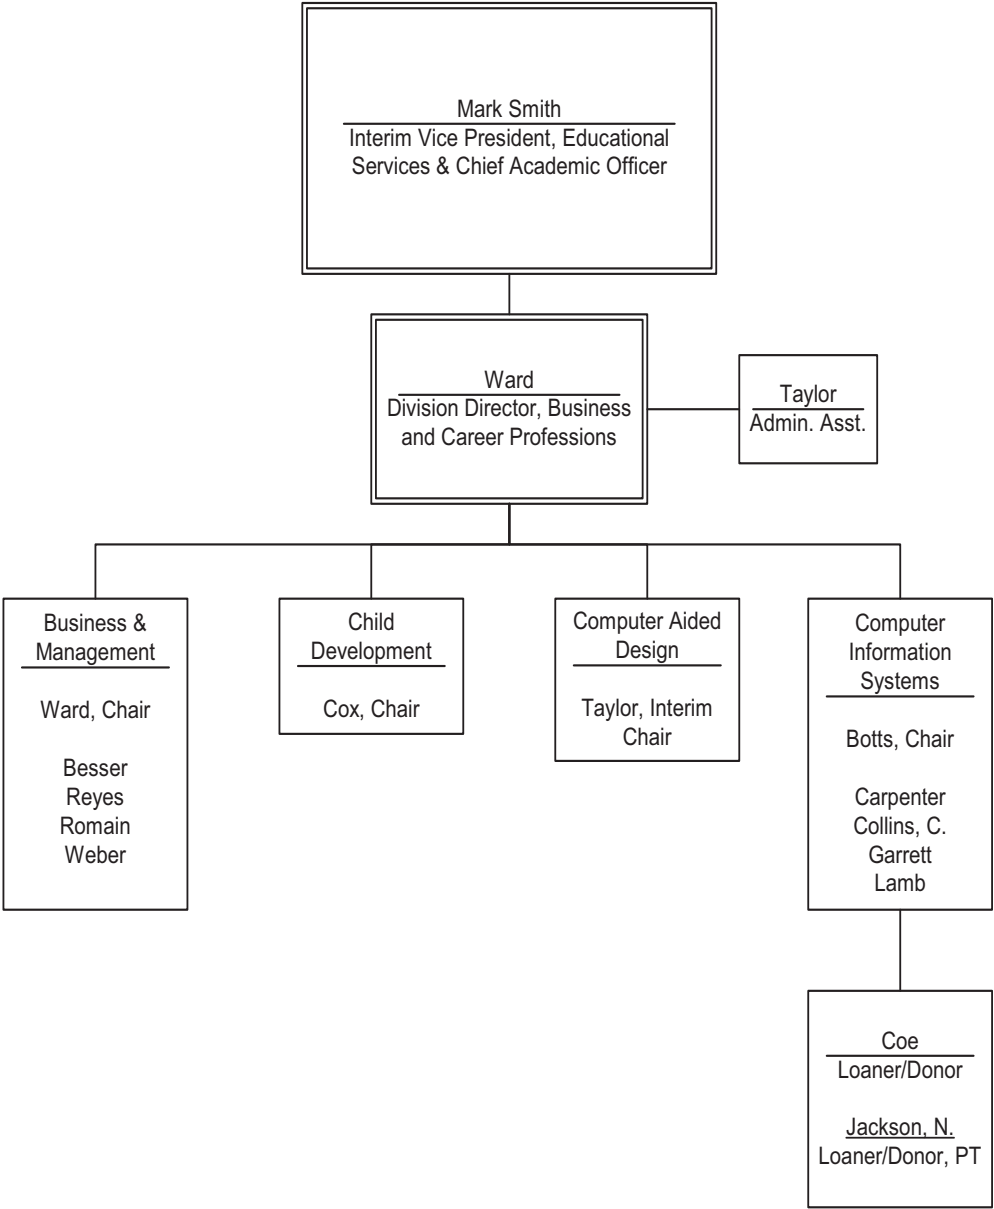 Mark Smith
Interim Vice President, Educational
Services & Chief Academic Officer
Ward
Division Director, Business
and Career Professions
Taylor
Admin. Asst.
Business &
Management
Ward, Chair
Besser
Reyes
Romain
Weber
Child
Development
Cox, Chair
Computer Aided
Design
Taylor, Interim
Chair
Computer
Information
Systems
Botts, Chair
Carpenter
Collins, C.
Garrett
Lamb
Coe
Loaner/Donor
Jackson, N.
Loaner/Donor, PT